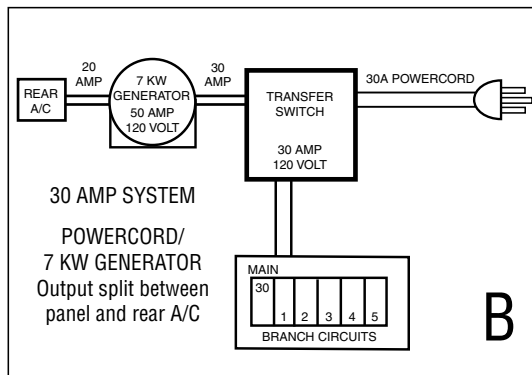 20
AMP
REAR
A/C
7 KW
GENERATOR
50 AMP
120 VOLT
30
AMP
TRANSFER
SWITCH
30 AMP
120 VOLT
30A POWERCORD
30 AMP SYSTEM
POWERCORD/
7 KW GENERATOR
Output split between
panel and rear A/C
MAIN
30
1 2 3 4 5
BRANCH CIRCUITS
B